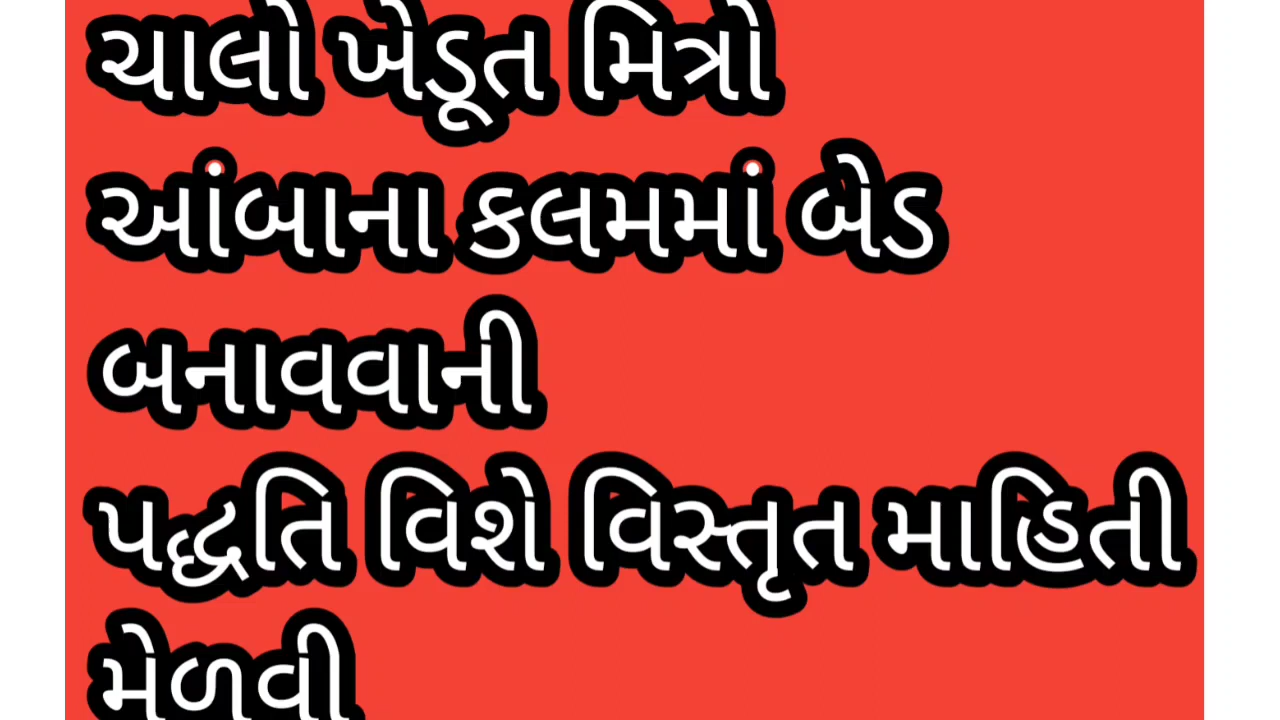 ચાલો ખેડૂત મિત્રો
આંબાના કલમમાં બેડ
બનાવવાની
પદ્ધતિ વિશે વિસ્તૃત માહિતી
મેળવી